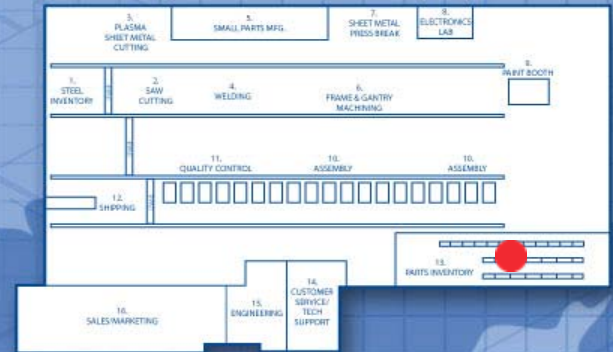 3.
PLASMA
SHEET METAL
CUTTING
5.
SMALL PARTS MFG.
7.
SHEET METAL
PRESS BREAK
8.
ELECTRONICS
LAB
9.
PAINT BOOTH
1.
STEEL
INVENTORY
2.
SAW
CUTTING
4.
WELDING
6.
FRAME & GANTRY
MACHINING
11.
QUALITY CONTROL
10.
ASSEMBLY
10.
ASSEMBLY
12.
SHIPPING
13.
PARTS INVENTORY
14.
CUSTOMER
SERVICE/
TECH
SUPPORT
15.
ENGINEERING
16.
SALES/MARKETING